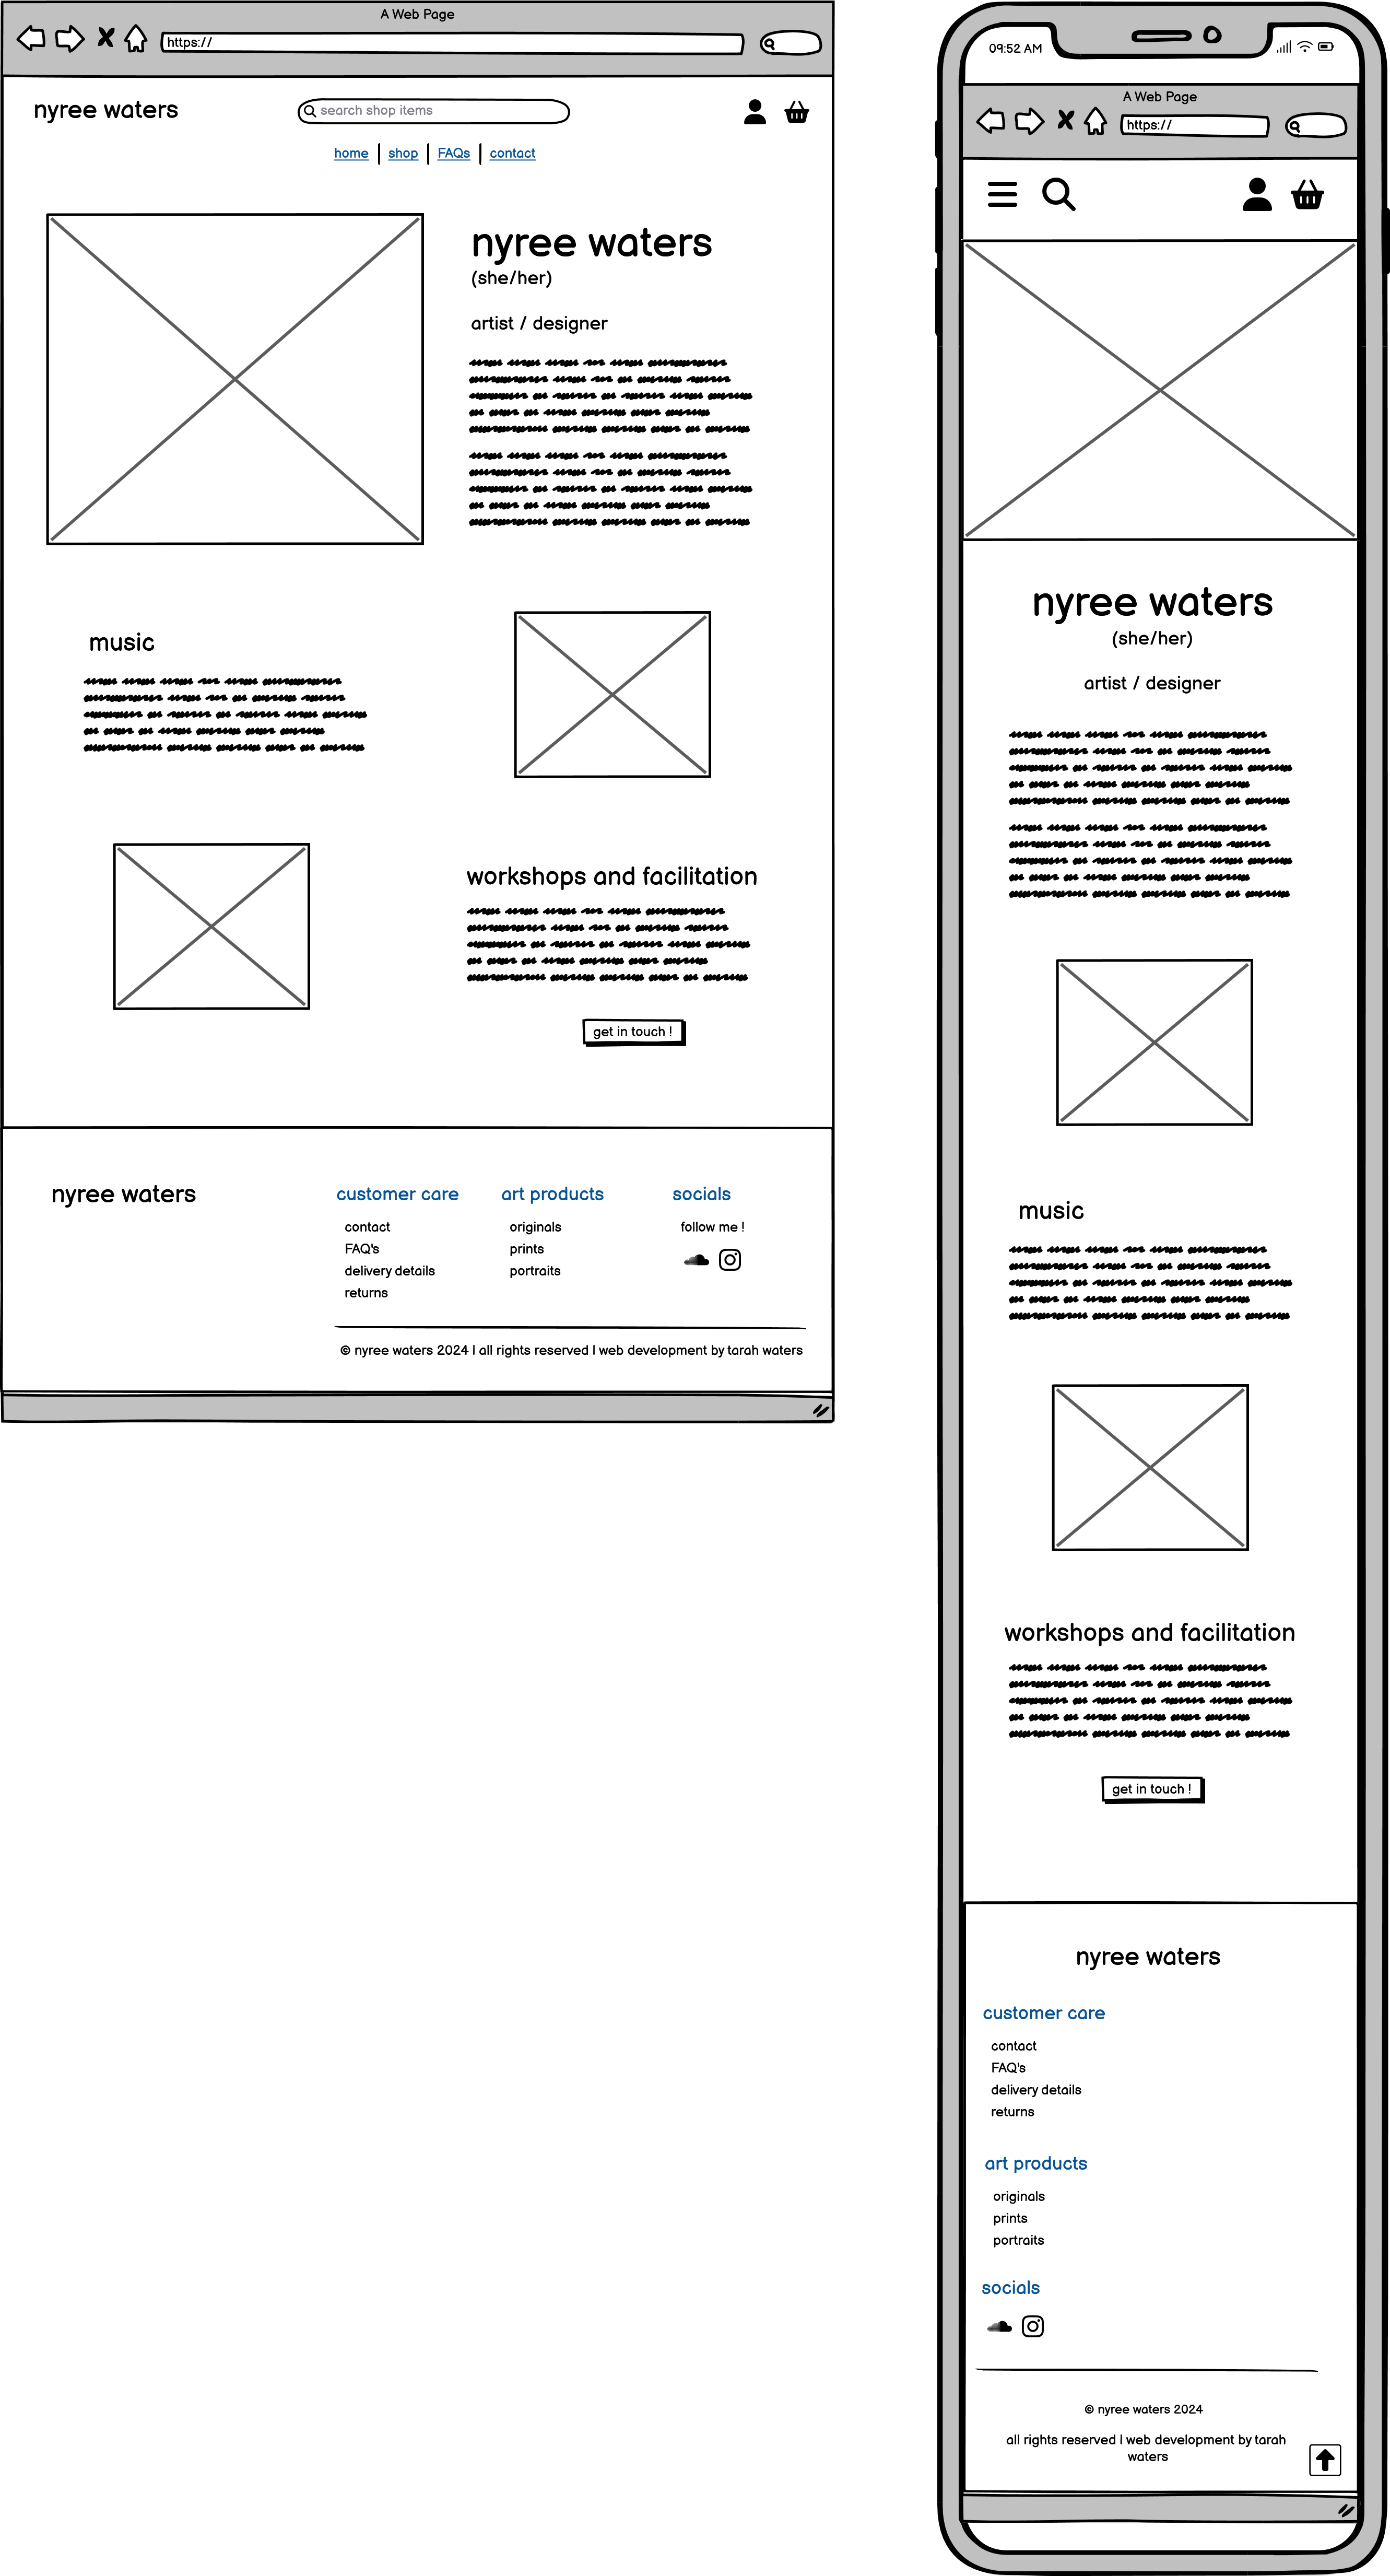 A Web Page
https://
nyree waters
search shop items
home | shop | FAQs | contact
nyree waters
(she/her)
artist / designer
music
workshops and facilitation
get in touch !
nyree waters
customer care
contact
FAQ's
delivery details
returns
art products
originals
prints
portraits
socials
follow me !
© nyree waters 2024 | all rights reserved | web development by tarah waters
09:52 AM
A Web Page
https://
nyree waters
(she/her)
artist / designer
music
workshops and facilitation
get in touch !
nyree waters
customer care
contact
FAQ's
delivery details
returns
art products
originals
prints
portraits
socials
© nyree waters 2024
all rights reserved | web development by tarah
waters